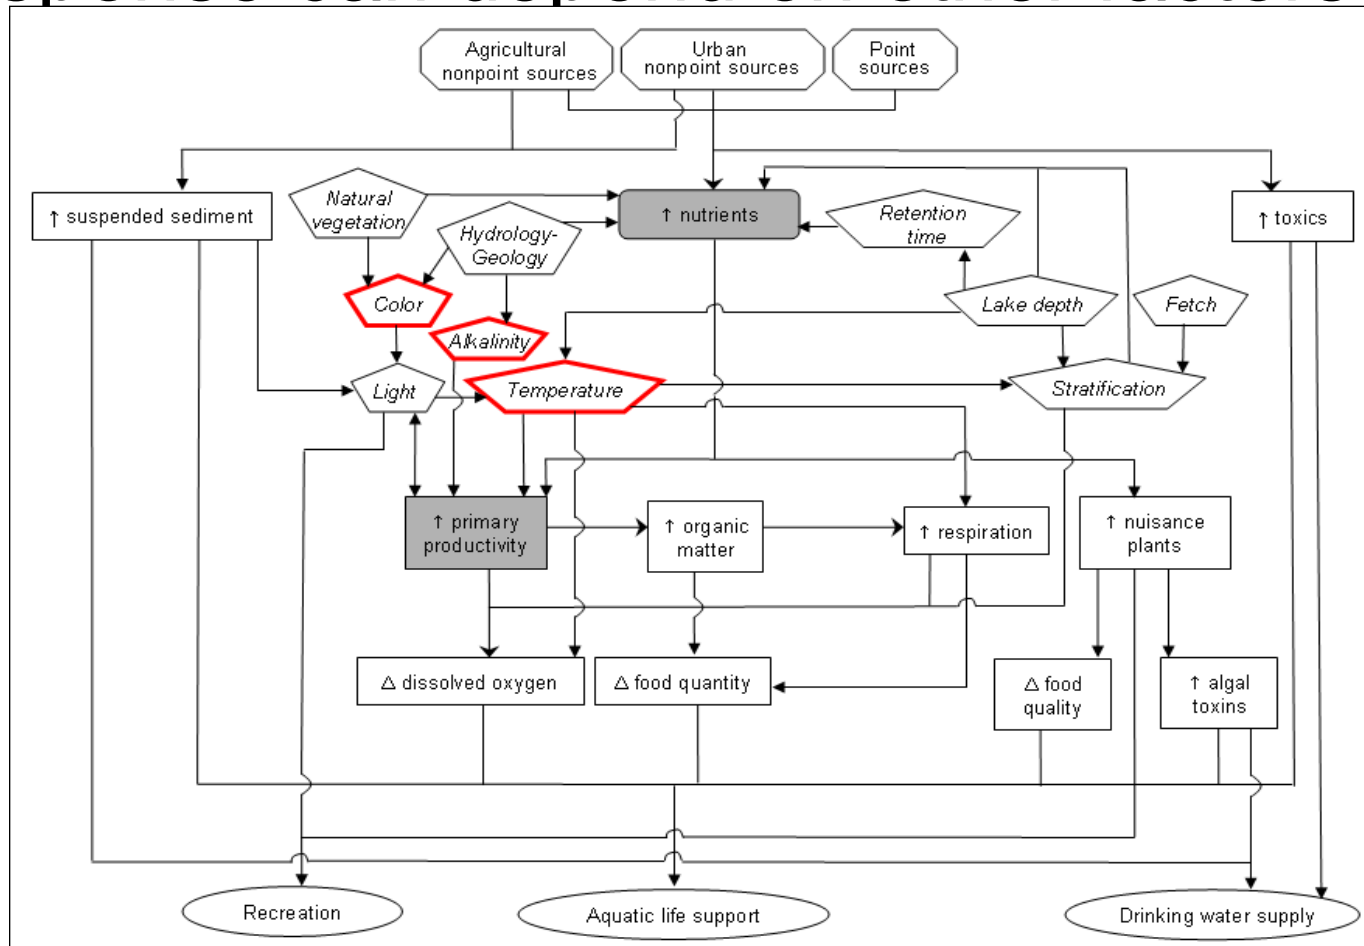 Agricultural
nonpoint sources
Urban
nonpoint sources
Point
sources
↑ suspended sediment
Natural
vegetation
Hydrology-
Geology
↑ nutrients
Retention
time
↑ toxics
Color
Alkalinity
Lake depth
Fetch
Light
Temperature
Stratification
↑ primary
productivity
↑ organic
matter
↑ respiration
↑ nuisance
plants
Δ dissolved oxygen
Δ food quantity
Δ food
quality
↑ algal
toxins
Recreation
Aquatic life support
Drinking water supply